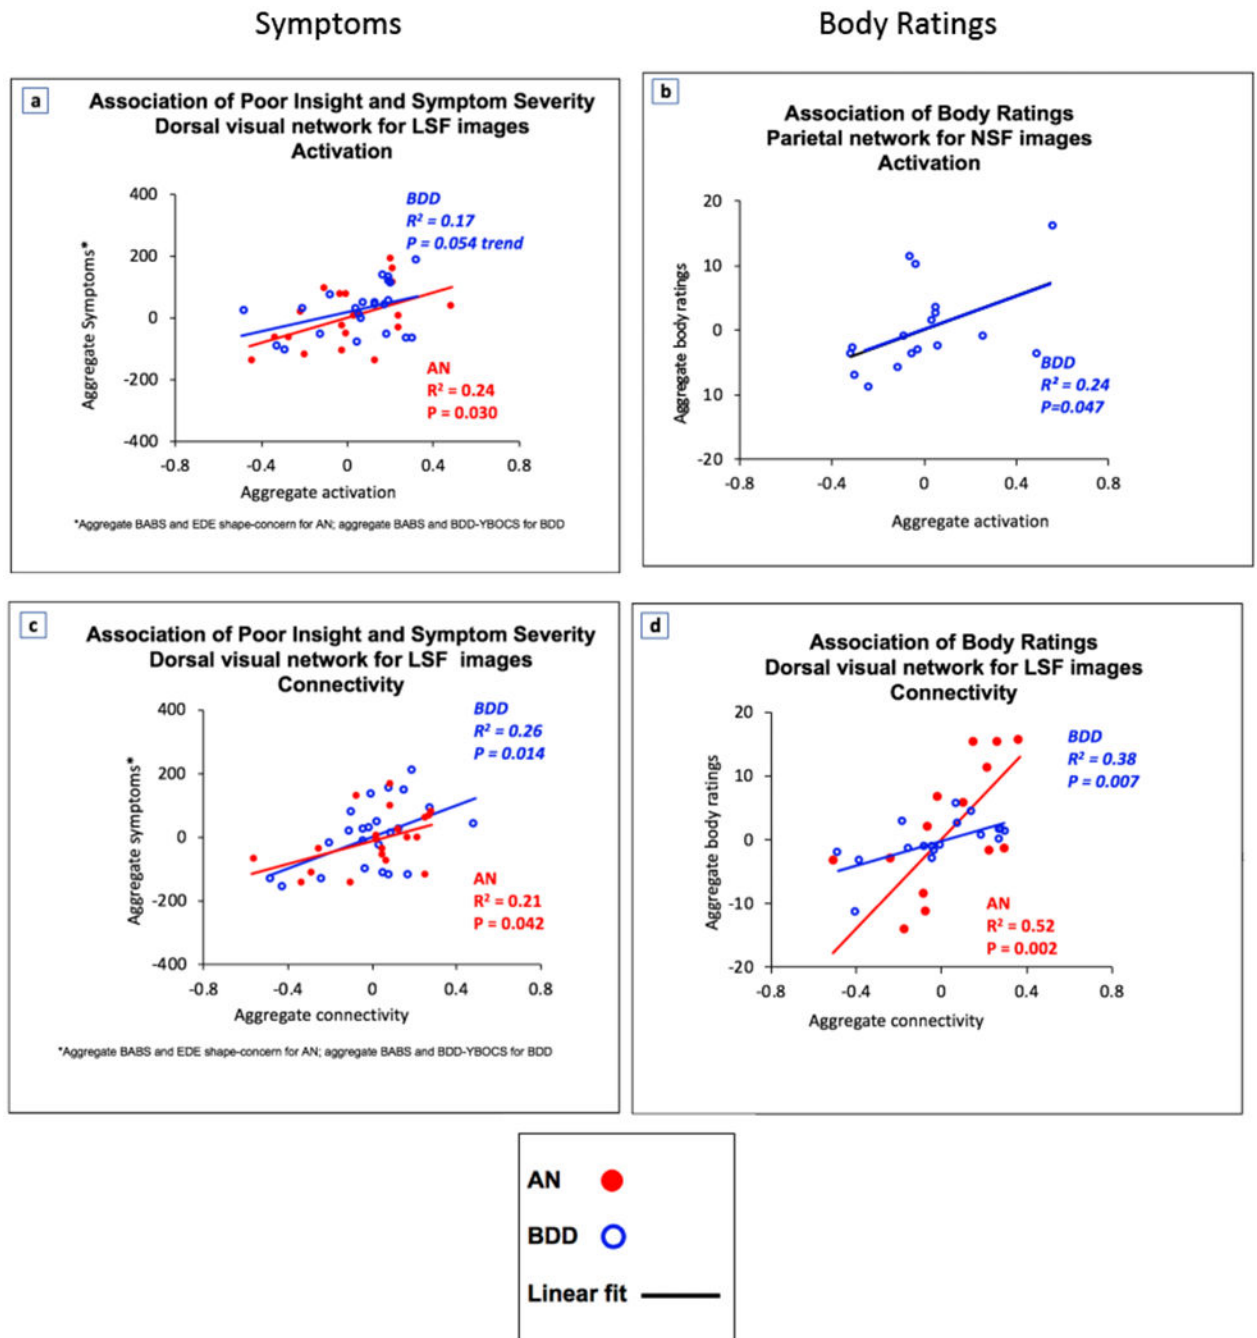 Symptoms
Body Ratings
a
Association of Poor Insight and Symptom Severity
Dorsal visual network for LSF images
Activation
400
200
0
-200
-400
-0.8
-0.4
0
0.4
0.8
Aggregate Symptoms*
Aggregate activation
BDD
R² = 0.17
P = 0.054 trend
AN
R² = 0.24
P = 0.030
*Aggregate BABS and EDE shape-concern for AN; aggregate BABS and BDD-YBOCS for BDD
b
Association of Body Ratings
Parietal network for NSF images
Activation
20
10
0
10
-20
-0.8
-0.4
0
0.4
0.8
Aggregate body ratings
Aggregate activation
BDD
R² = 0.24
P=0.047
c
Association of Poor Insight and Symptom Severity
Dorsal visual network for LSF images
Connectivity
400
200
0
-200
-400
-0.8
-0.4
0
0.4
0.8
Aggregate symptoms*
Aggregate connectivity
BDD
R² = 0.26
P = 0.014
AN
R² = 0.21
P = 0.042
*Aggregate BABS and EDE shape-concern for AN; aggregate BABS and BDD-YBOCS for BDD
d
Association of Body Ratings
Dorsal visual network for LSF images
Connectivity
20
10
0
-10
-20
-0.8
-0.4
0
0.4
0.8
Aggregate body ratings
Aggregate connectivity
BDD
R² = 0.38
P = 0.007
AN
R² = 0.52
P = 0.002
AN
BDD
Linear fit